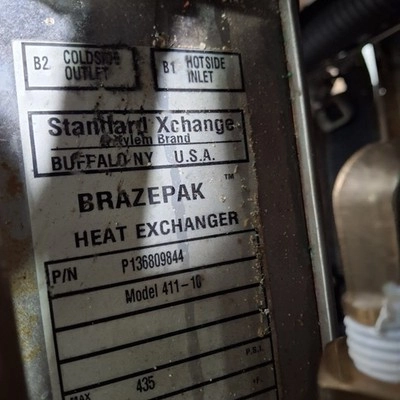 B2 COLDSIDE OUTLET
B1 HOTSIDE INLET
Standard Xchange
a Xylem Brand
BUFFALO NY U.S.A.
BRAZEPAK ™
HEAT EXCHANGER
P/N P136809844
Model 411-10
P.S.I.
MAX 435